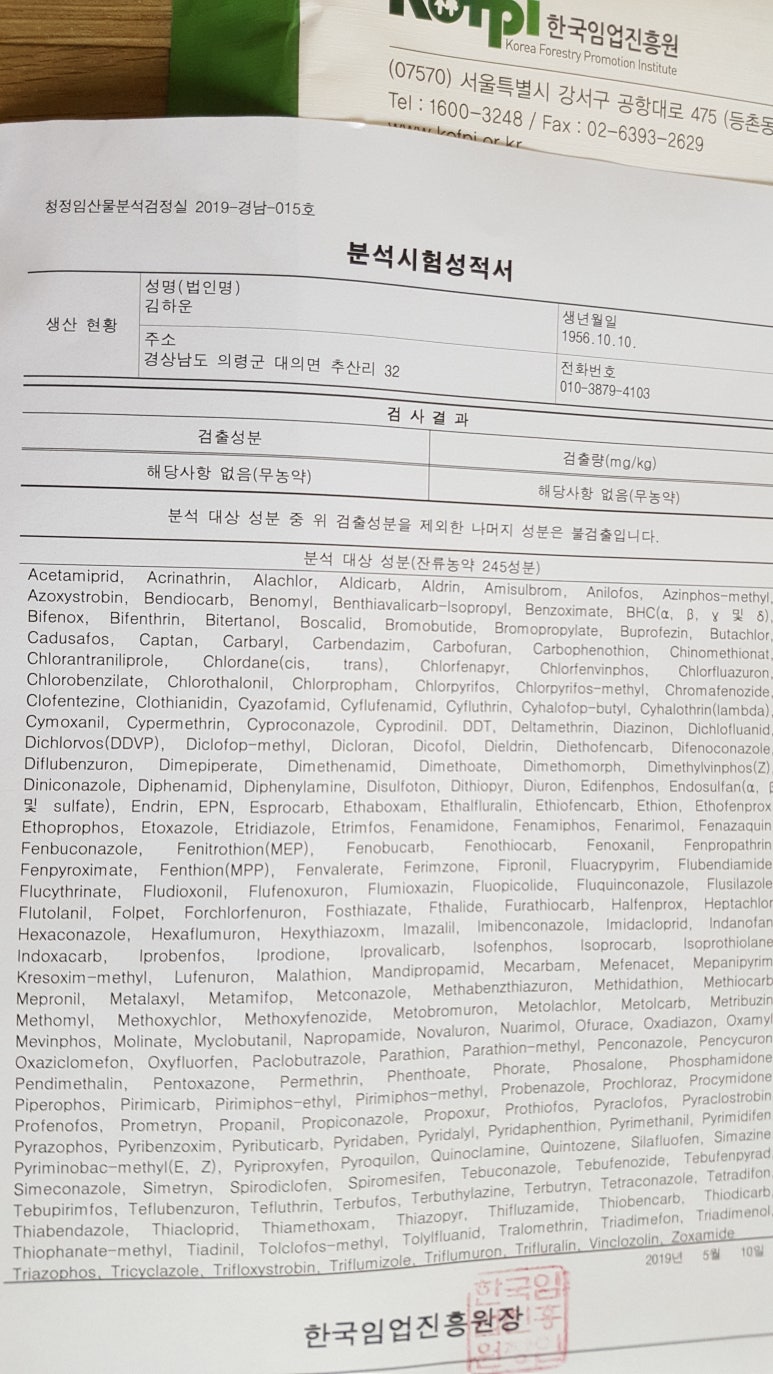 Kofpi 한국임업진흥원
Korea Forestry Promotion Institute
(07570) 서울특별시 강서구 공항대로 475 (등촌동
Tel : 1600-3248 / Fax : 02-6393-2629
www.kofpi.or.kr
청정임산물분석검정실 2019-경남-015호
분석시험성적서
생산 현황
성명(법인명)
김하운
생년월일
1956.10.10.
주소
경상남도 의령군 대의면 추산리 32
전화번호
010-3879-4103
검 사 결 과
검출성분
검출량(mg/kg)
해당사항 없음(무농약)
해당사항 없음(무농약)
분석 대상 성분 중 위 검출성분을 제외한 나머지 성분은 불검출입니다.
분석 대상 성분(잔류농약 245성분)
Acetamiprid, Acrinathrin, Alachlor, Aldicarb, Aldrin, Amisulbrom, Anilofos, Azinphos-methyl,
Azoxystrobin, Bendiocarb, Benomyl, Benthiavalicarb-Isopropyl, Benzoximate, BHC(α, β, γ 및 δ),
Bifenox, Bifenthrin, Bitertanol, Boscalid, Bromobutide, Bromopropylate, Buprofezin, Butachlor,
Cadusafos, Captan, Carbaryl, Carbendazim, Carbofuran, Carbophenothion, Chinomethionat,
Chlorantraniliprole, Chlordane(cis, trans), Chlorfenapyr, Chlorfenvinphos, Chlorfluazuron,
Chlorobenzilate, Chlorothalonil, Chlorpropham, Chlorpyrifos, Chlorpyrifos-methyl, Chromafenozide,
Clofentezine, Clothianidin, Cyazofamid, Cyflufenamid, Cyfluthrin, Cyhalofop-butyl, Cyhalothrin(lambda),
Cymoxanil, Cypermethrin, Cyproconazole, Cyprodinil. DDT, Deltamethrin, Diazinon, Dichlofluanid,
Dichlorvos(DDVP), Diclofop-methyl, Dicloran, Dicofol, Dieldrin, Diethofencarb, Difenoconazole,
Diflubenzuron, Dimepiperate, Dimethenamid, Dimethoate, Dimethomorph, Dimethylvinphos(Z),
Diniconazole, Diphenamid, Diphenylamine, Disulfoton, Dithiopyr, Diuron, Edifenphos, Endosulfan(α, β
및 sulfate), Endrin, EPN, Esprocarb, Ethaboxam, Ethalfluralin, Ethiofencarb, Ethion, Ethofenprox
Ethoprophos, Etoxazole, Etridiazole, Etrimfos, Fenamidone, Fenamiphos, Fenarimol, Fenazaquin
Fenbuconazole, Fenitrothion(MEP), Fenobucarb, Fenothiocarb, Fenoxanil, Fenpropathrin
Fenpyroximate, Fenthion(MPP), Fenvalerate, Ferimzone, Fipronil, Fluacrypyrim, Flubendiamide
Flucythrinate, Fludioxonil, Flufenoxuron, Flumioxazin, Fluopicolide, Fluquinconazole, Flusilazole
Flutolanil, Folpet, Forchlorfenuron, Fosthiazate, Fthalide, Furathiocarb, Halfenprox, Heptachlor
Hexaconazole, Hexaflumuron, Hexythiazoxm, Imazalil, Imibenconazole, Imidacloprid, Indanofan
Indoxacarb, Iprobenfos, Iprodione, Iprovalicarb, Isofenphos, Isoprocarb, Isoprothiolane
Kresoxim-methyl, Lufenuron, Malathion, Mandipropamid, Mecarbam, Mefenacet, Mepanipyrim
Mepronil, Metalaxyl, Metamifop, Metconazole, Methabenzthiazuron, Methidathion, Methiocarb
Methomyl, Methoxychlor, Methoxyfenozide, Metobromuron, Metolachlor, Metolcarb, Metribuzin
Mevinphos, Molinate, Myclobutanil, Napropamide, Novaluron, Nuarimol, Ofurace, Oxadiazon, Oxamyl
Oxaziclomefon, Oxyfluorfen, Paclobutrazole, Parathion, Parathion-methyl, Penconazole, Pencycuron
Pendimethalin, Pentoxazone, Permethrin, Phenthoate, Phorate, Phosalone, Phosphamidone
Piperophos, Pirimicarb, Pirimiphos-ethyl, Pirimiphos-methyl, Probenazole, Prochloraz, Procymidone
Profenofos, Prometryn, Propanil, Propiconazole, Propoxur, Prothiofos, Pyraclofos, Pyraclostrobin
Pyrazophos, Pyribenzoxim, Pyributicarb, Pyridaben, Pyridalyl, Pyridaphenthion, Pyrimethanil, Pyrimidifen
Pyriminobac-methyl(E, Z), Pyriproxyfen, Pyroquilon, Quinoclamine, Quintozene, Silafluofen, Simazine
Simeconazole, Simetryn, Spirodiclofen, Spiromesifen, Tebuconazole, Tebufenozide, Tebufenpyrad,
Tebupirimfos, Teflubenzuron, Tefluthrin, Terbufos, Terbuthylazine, Terbutryn, Tetraconazole, Tetradifon,
Thiabendazole, Thiacloprid, Thiamethoxam, Thiazopyr, Thifluzamide, Thiobencarb, Thiodicarb,
Thiophanate-methyl, Tiadinil, Tolclofos-methyl, Tolylfluanid, Tralomethrin, Triadimefon, Triadimenol,
Triazophos, Tricyclazole, Trifloxystrobin, Triflumizole, Triflumuron, Trifluralin, Vinclozolin, Zoxamide
2019년 5월 10일
한국임업진흥원장